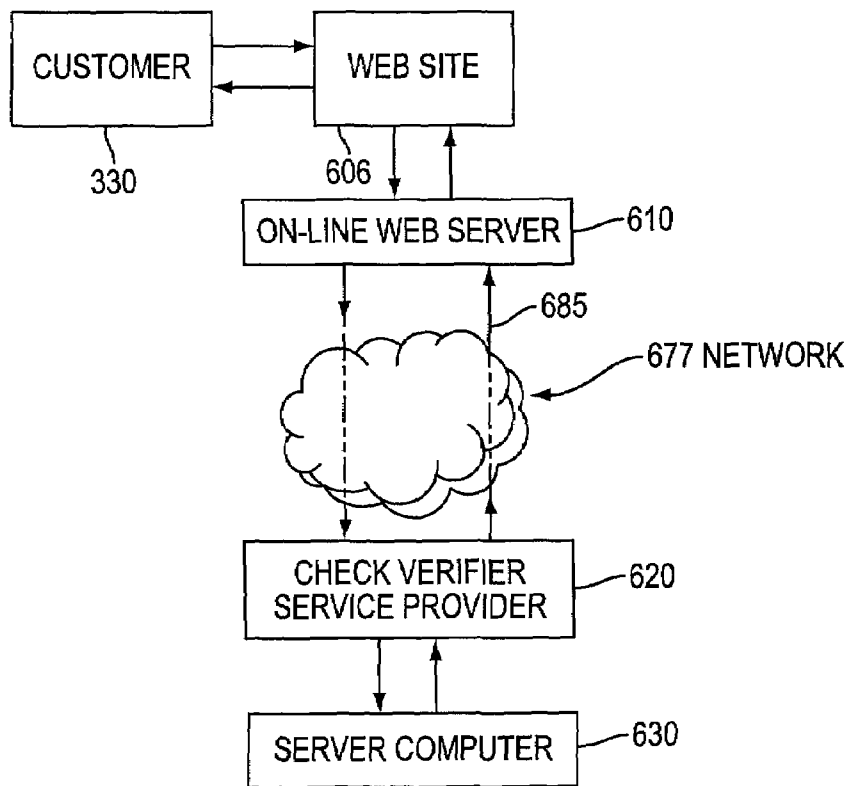 CUSTOMER
WEB SITE
330
606
ON-LINE WEB SERVER
610
685
677 NETWORK
CHECK VERIFIER
SERVICE PROVIDER
620
SERVER COMPUTER
630